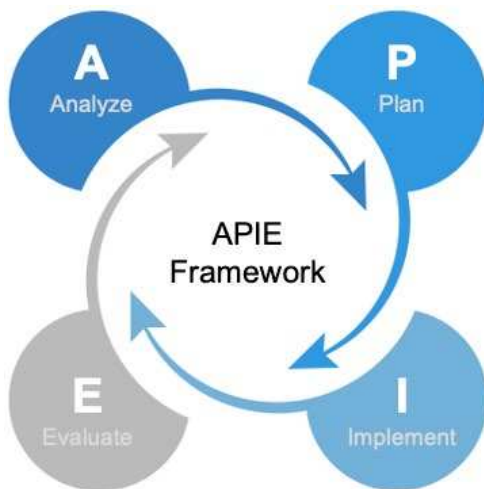 A
Analyze
P
Plan
APIE
Framework
E
Evaluate
I
Implement